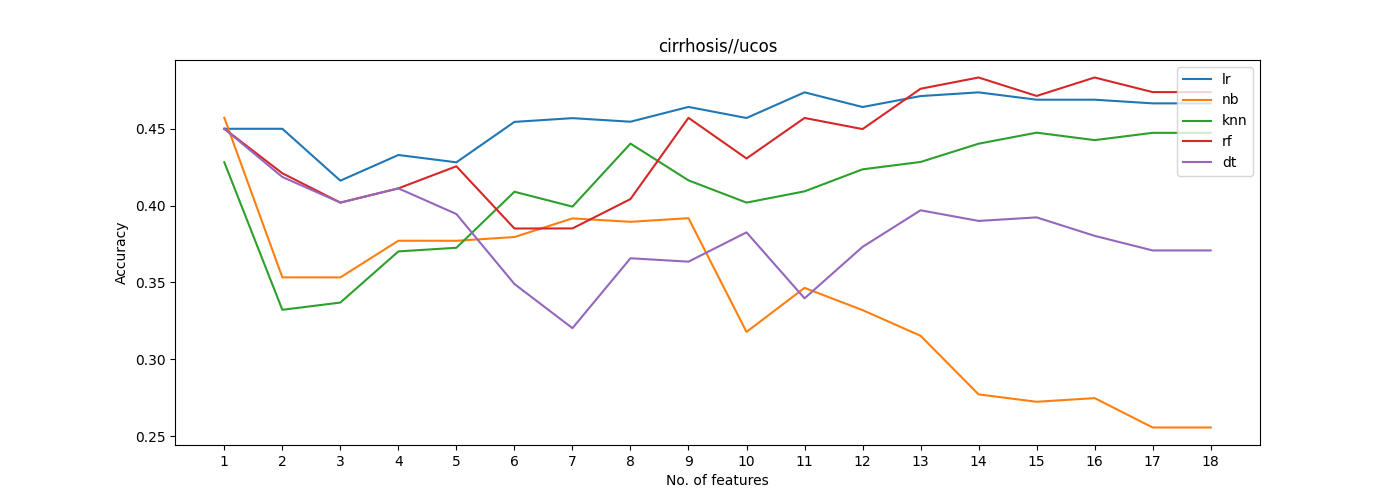 cirrhosis//ucos
lr
nb
knn
rf
dt
Accuracy
0.45
0.40
0.35
0.30
0.25
1 2 3 4 5 6 7 8 9 10 11 12 13 14 15 16 17 18
No. of features